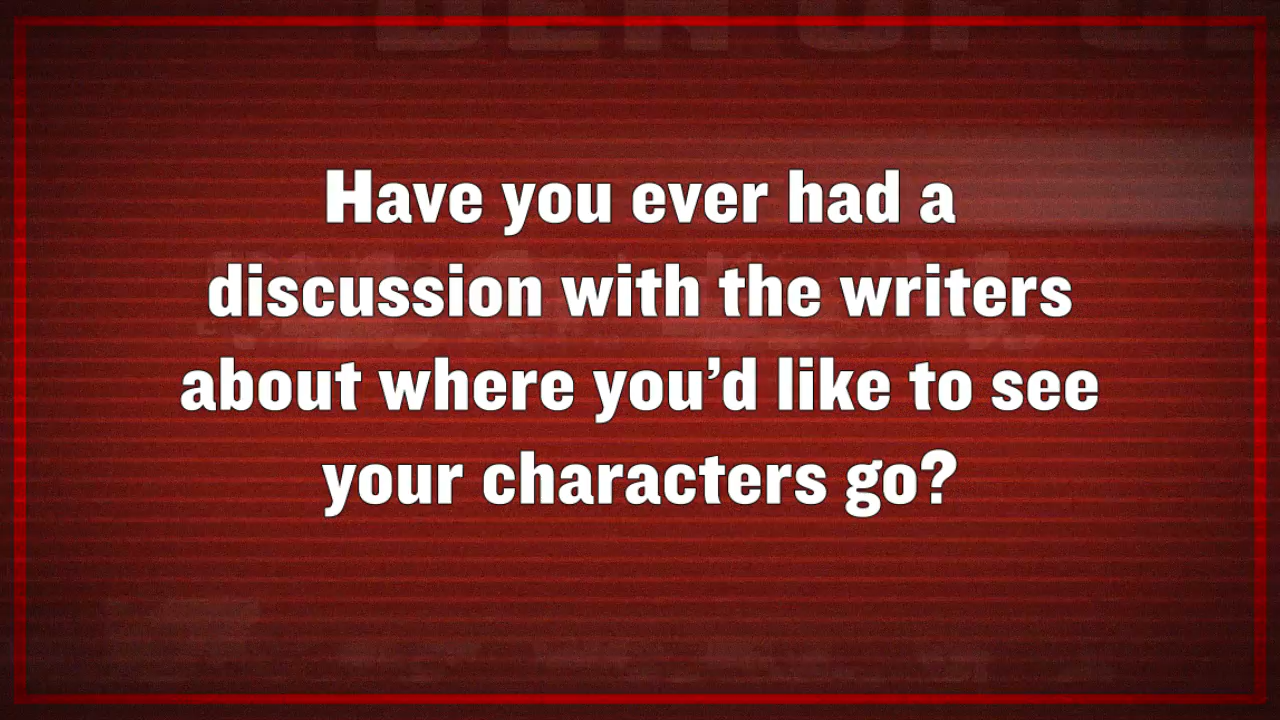 Have you ever had a
discussion with the writers
about where you’d like to see
your characters go?